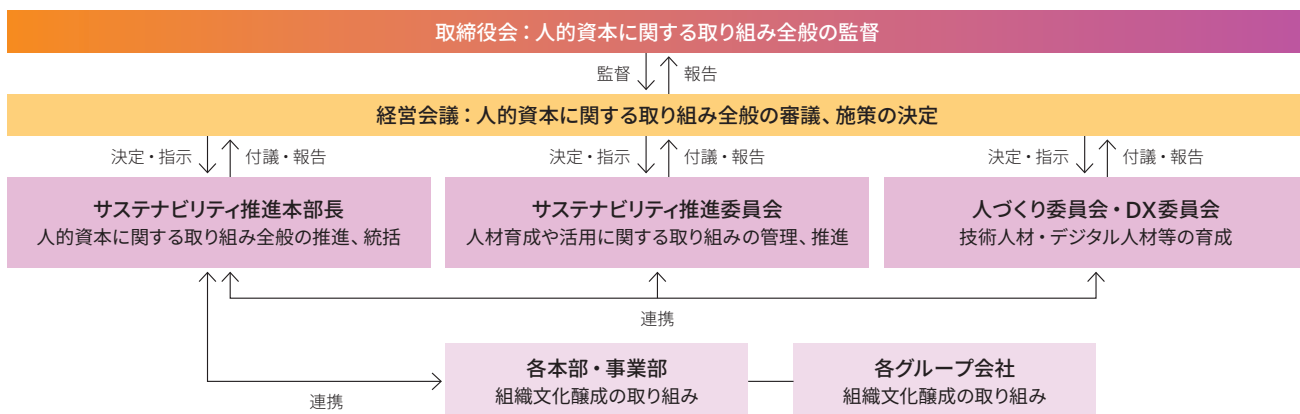 取締役会：人的資本に関する取り組み全般の監督
監督
報告
経営会議：人的資本に関する取り組み全般の審議、施策の決定
決定・指示
付議・報告
決定・指示
付議・報告
決定・指示
付議・報告
サステナビリティ推進本部長
人的資本に関する取り組み全般の推進、統括
サステナビリティ推進委員会
人材育成や活用に関する取り組みの管理、推進
人づくり委員会・DX委員会
技術人材・デジタル人材等の育成
連携
各本部・事業部
組織文化醸成の取り組み
各グループ会社
組織文化醸成の取り組み
連携